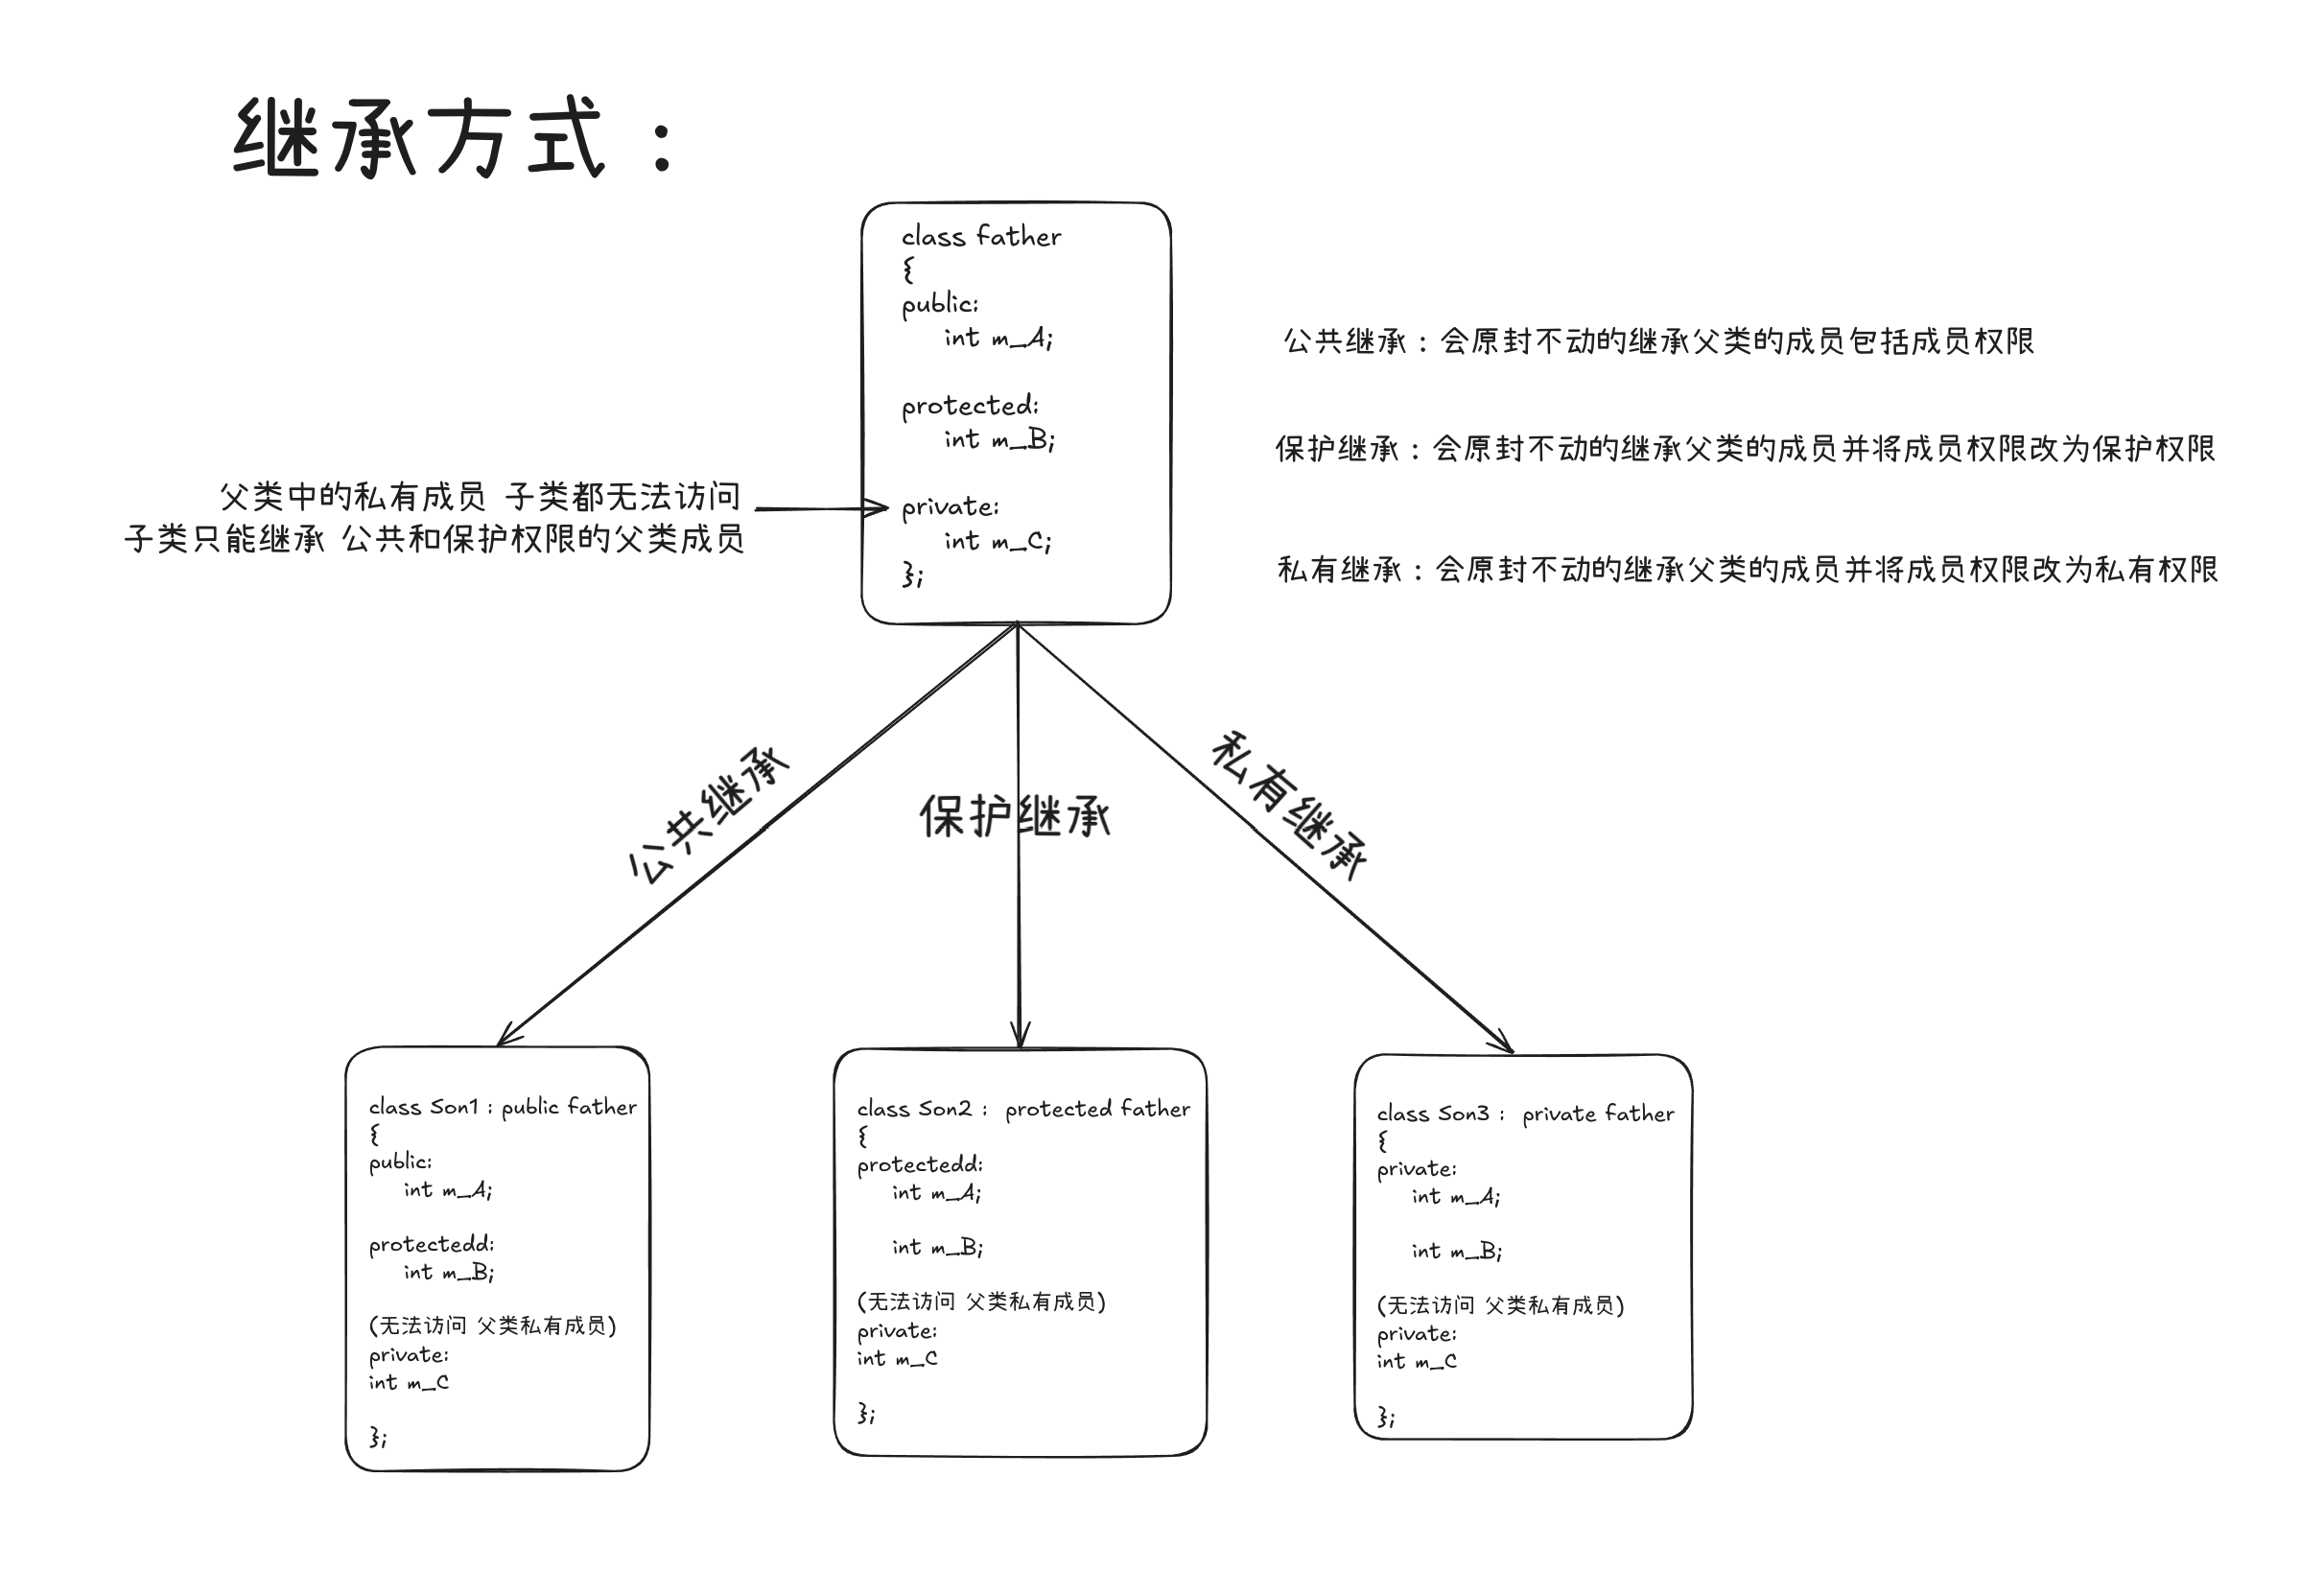 继承方式：
class father
{
public:
int m_A;
protected:
int m_B;
private:
int m_C;
};
父类中的私有成员 子类都无法访问
子类只能继承 公共和保护权限的父类成员
公共继承：会原封不动的继承父类的成员包括成员权限
保护继承：会原封不动的继承父类的成员并将成员权限改为保护权限
私有继承：会原封不动的继承父类的成员并将成员权限改为私有权限
公共继承
保护继承
私有继承
class Son1 : public father
{
public:
int m_A;
protectedd:
int m_B;
(无法访问 父类私有成员)
private:
int m_C
};
class Son2 : protected father
{
protectedd:
int m_A;
int m_B;
(无法访问 父类私有成员)
private:
int m_C
};
class Son3 : private father
{
private:
int m_A;
int m_B;
(无法访问 父类私有成员)
private:
int m_C
};